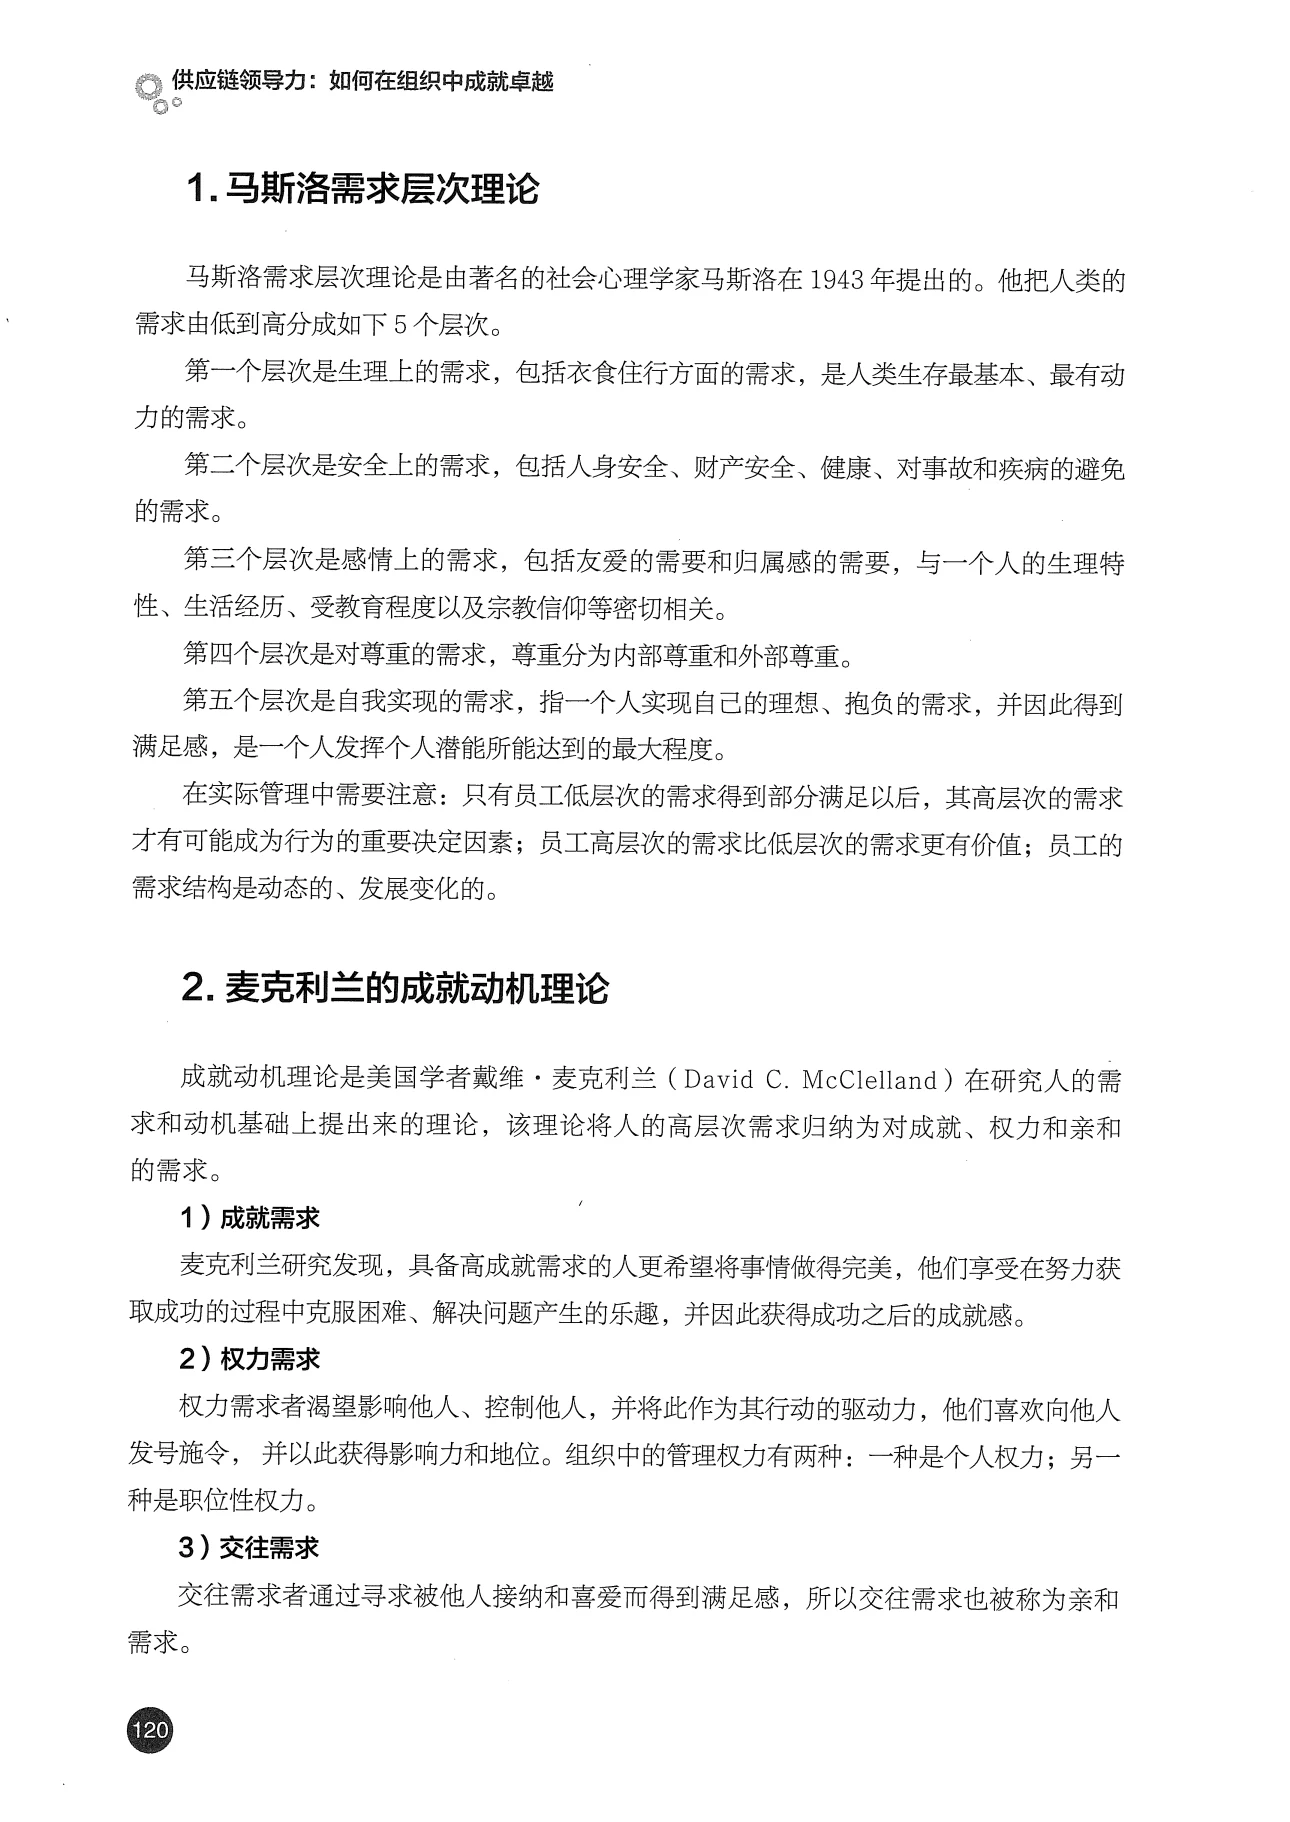 供应链领导力：如何在组织中成就卓越
1. 马斯洛需求层次理论
马斯洛需求层次理论是由著名的社会心理学家马斯洛在 1943 年提出的。他把人类的
需求由低到高分成如下 5 个层次。
第一个层次是生理上的需求，包括衣食住行方面的需求，是人类生存最基本、最有动
力的需求。
第二个层次是安全上的需求，包括人身安全、财产安全、健康、对事故和疾病的避免
的需求。
第三个层次是感情上的需求，包括友爱的需要和归属感的需要，与一个人的生理特
性、生活经历、受教育程度以及宗教信仰等密切相关。
第四个层次是对尊重的需求，尊重分为内部尊重和外部尊重。
第五个层次是自我实现的需求，指一个人实现自己的理想、抱负的需求，并因此得到
满足感，是一个人发挥个人潜能所能达到的最大程度。
在实际管理中需要注意：只有员工低层次的需求得到部分满足以后，其高层次的需求
才有可能成为行为的重要决定因素；员工高层次的需求比低层次的需求更有价值；员工的
需求结构是动态的、发展变化的。
2. 麦克利兰的成就动机理论
成就动机理论是美国学者戴维·麦克利兰（David C. McClelland）在研究人的需
求和动机基础上提出来的理论，该理论将人的高层次需求归纳为对成就、权力和亲和
的需求。
1）成就需求
麦克利兰研究发现，具备高成就需求的人更希望将事情做得完美，他们享受在努力获
取成功的过程中克服困难、解决问题产生的乐趣，并因此获得成功之后的成就感。
2）权力需求
权力需求者渴望影响他人、控制他人，并将此作为其行动的驱动力，他们喜欢向他人
发号施令， 并以此获得影响力和地位。组织中的管理权力有两种：一种是个人权力；另一
种是职位性权力。
3）交往需求
交往需求者通过寻求被他人接纳和喜爱而得到满足感，所以交往需求也被称为亲和
需求。
120